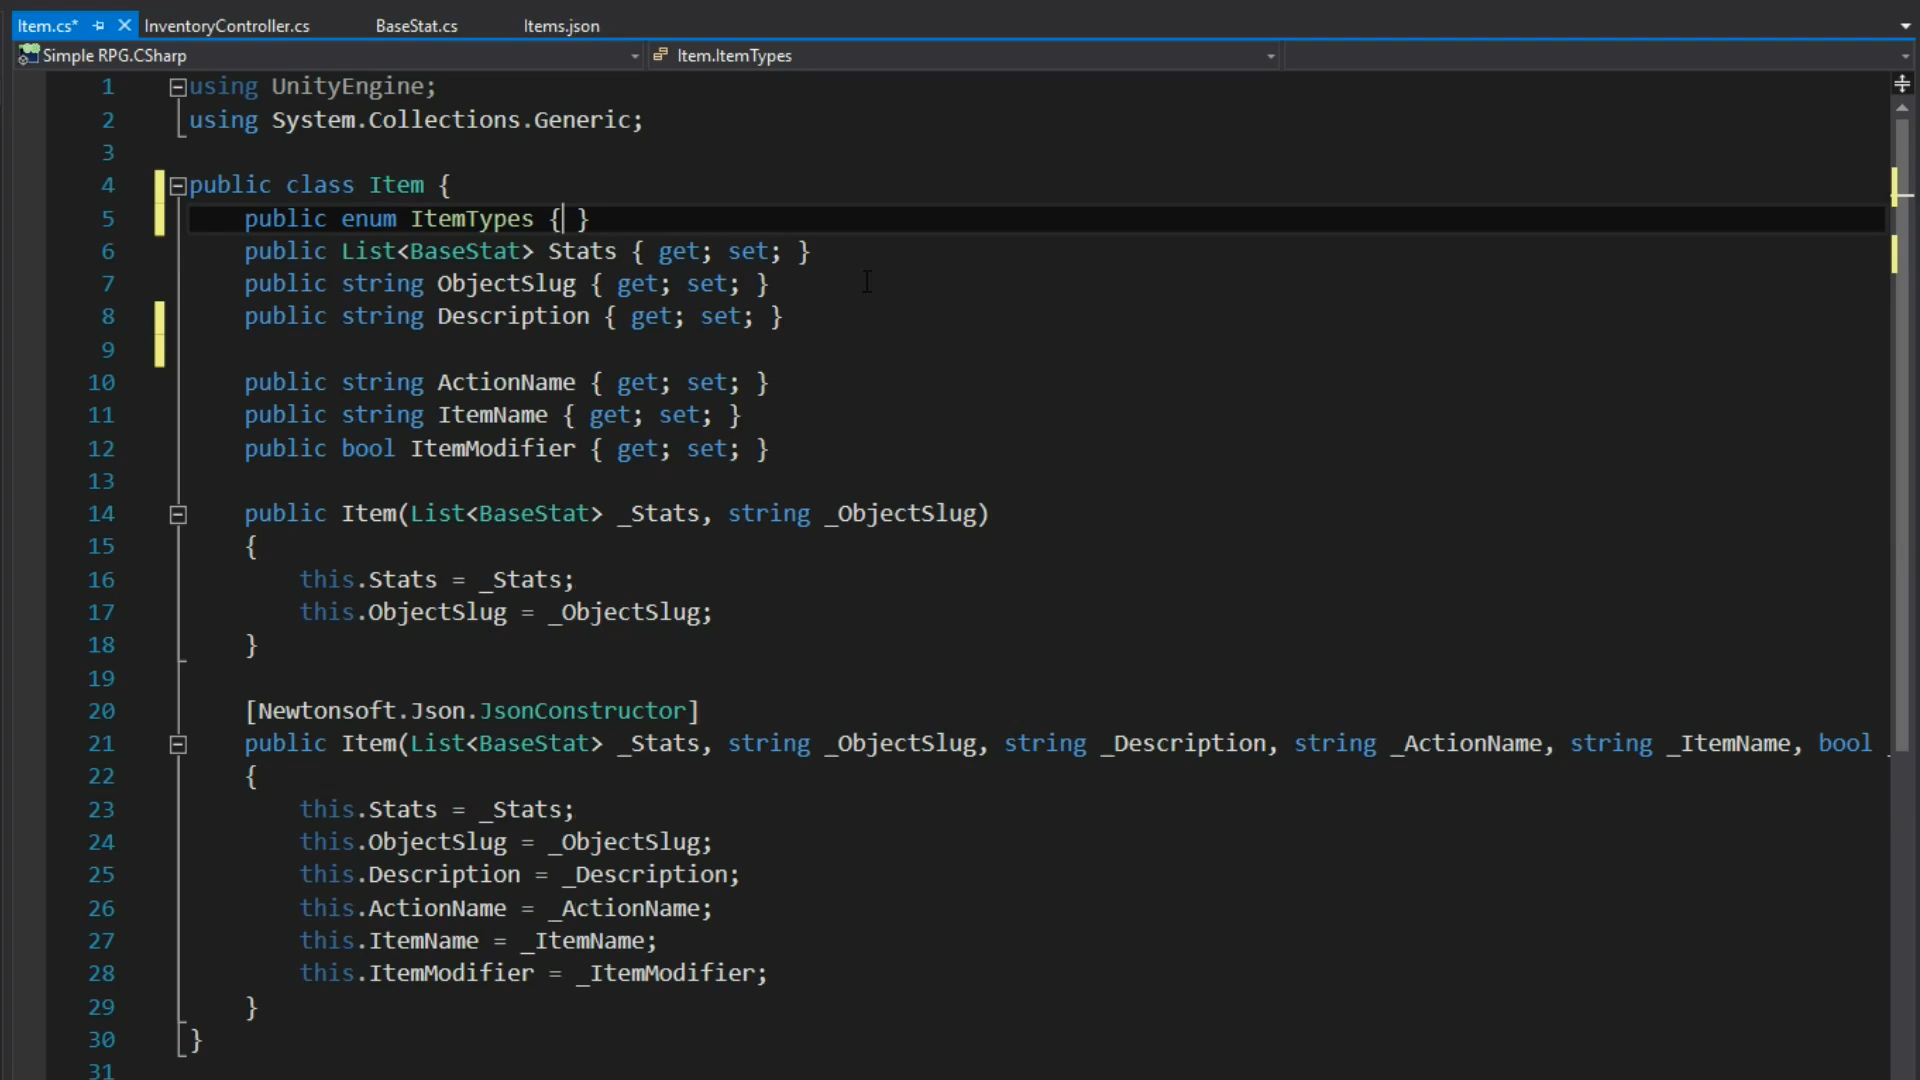 Item.cs* InventoryController.cs BaseStat.cs Items.json
Simple RPG.CSharp Item.ItemTypes
1 using UnityEngine;
2 using System.Collections.Generic;
3
4 public class Item {
5 public enum ItemTypes { }
6 public List<BaseStat> Stats { get; set; }
7 public string ObjectSlug { get; set; }
8 public string Description { get; set; }
9
10 public string ActionName { get; set; }
11 public string ItemName { get; set; }
12 public bool ItemModifier { get; set; }
13
14 public Item(List<BaseStat> _Stats, string _ObjectSlug)
15 {
16 this.Stats = _Stats;
17 this.ObjectSlug = _ObjectSlug;
18 }
19
20 [Newtonsoft.Json.JsonConstructor]
21 public Item(List<BaseStat> _Stats, string _ObjectSlug, string _Description, string _ActionName, string _ItemName, bool _
22 {
23 this.Stats = _Stats;
24 this.ObjectSlug = _ObjectSlug;
25 this.Description = _Description;
26 this.ActionName = _ActionName;
27 this.ItemName = _ItemName;
28 this.ItemModifier = _ItemModifier;
29 }
30 }
31